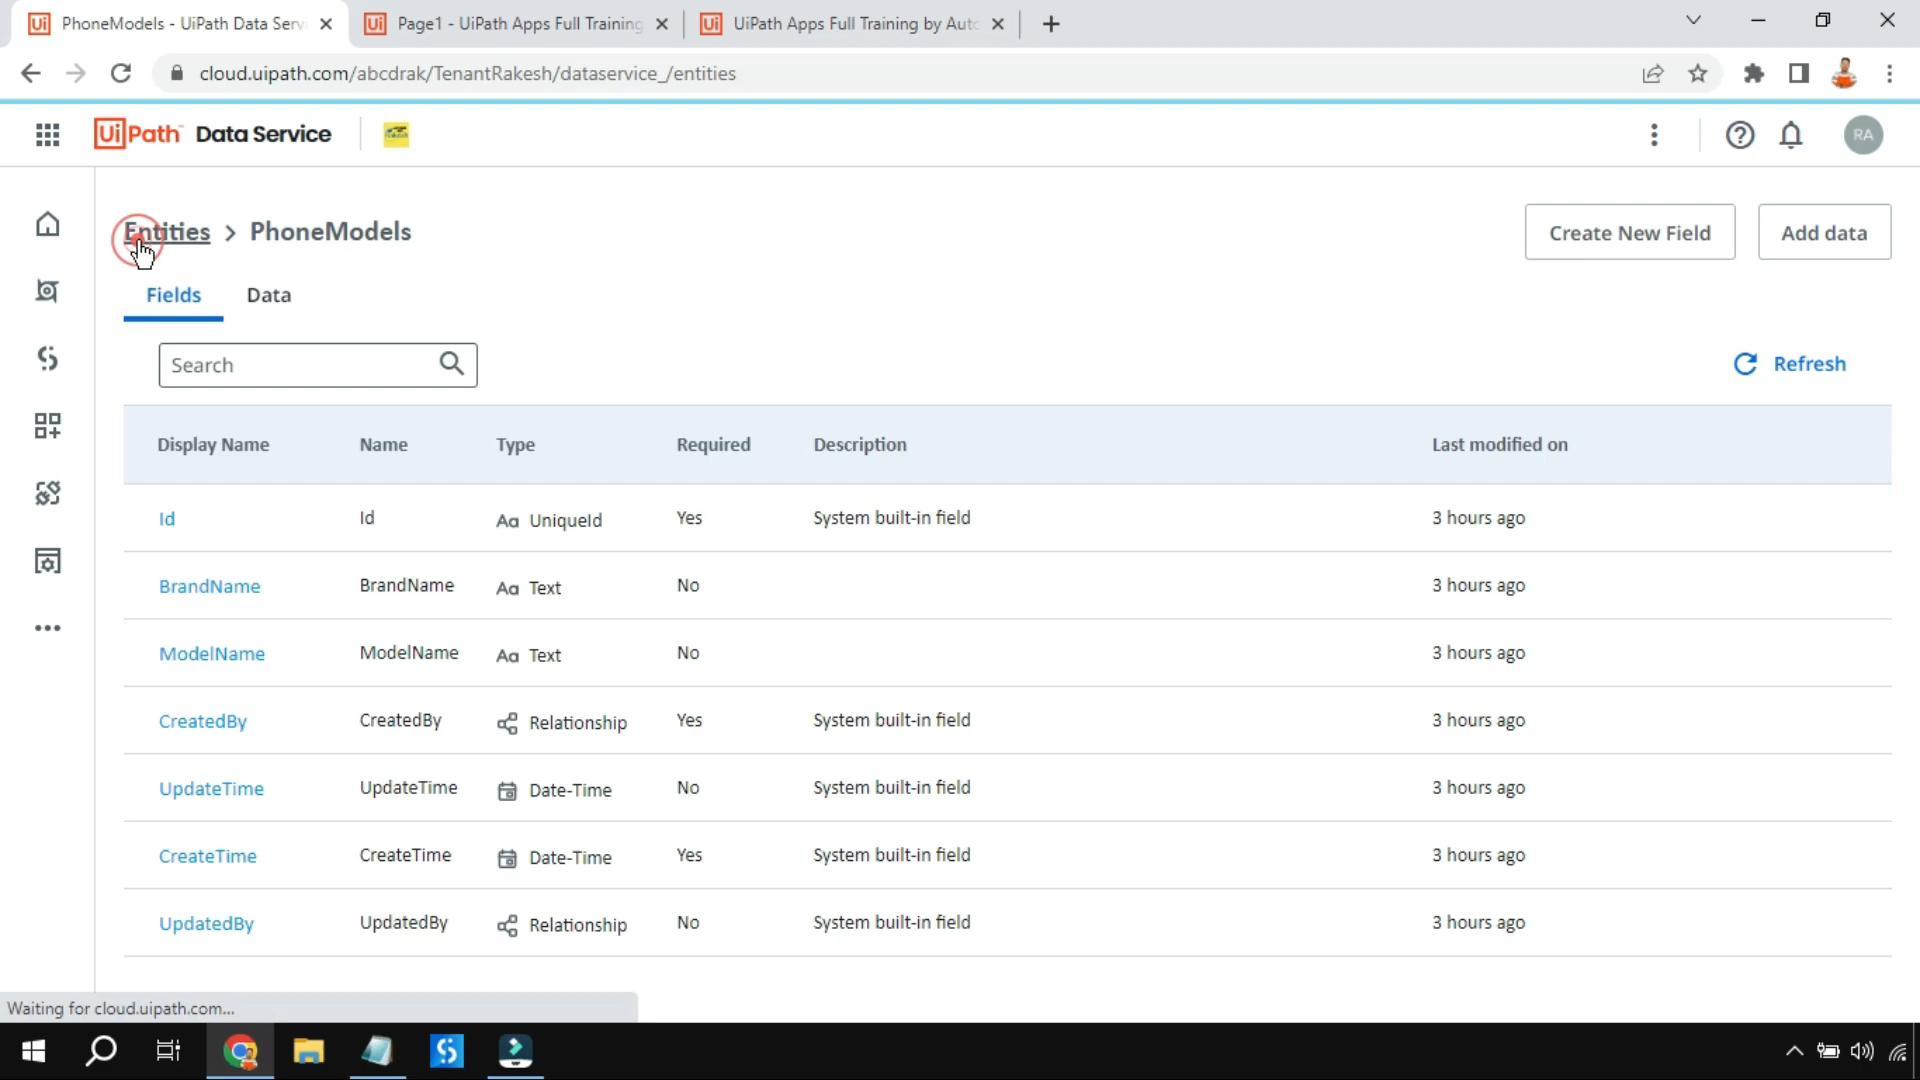 PhoneModels - UiPath Data Serv
Page1 - UiPath Apps Full Training
UiPath Apps Full Training by Auto
cloud.uipath.com/abcdrak/TenantRakesh/dataservice_/entities
UiPath Data Service
RA
Entities > PhoneModels
Create New Field
Add data
Fields
Data
Search
Refresh
Display Name Name Type Required Description Last modified on
Id Id Aa UniqueId Yes System built-in field 3 hours ago
BrandName BrandName Aa Text No 3 hours ago
ModelName ModelName Aa Text No 3 hours ago
CreatedBy CreatedBy Relationship Yes System built-in field 3 hours ago
UpdateTime UpdateTime Date-Time No System built-in field 3 hours ago
CreateTime CreateTime Date-Time Yes System built-in field 3 hours ago
UpdatedBy UpdatedBy Relationship No System built-in field 3 hours ago
Waiting for cloud.uipath.com...